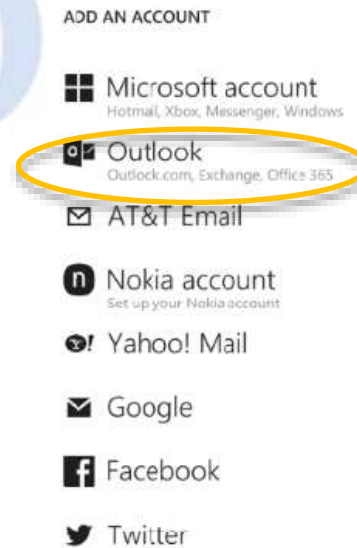 ADD AN ACCOUNT
Microsoft account
Hotmail, Xbox, Messenger, Windows
Outlook
Outlook.com, Exchange, Office 365
AT&T Email
Nokia account
Set up your Nokia account
Yahoo! Mail
Google
Facebook
Twitter